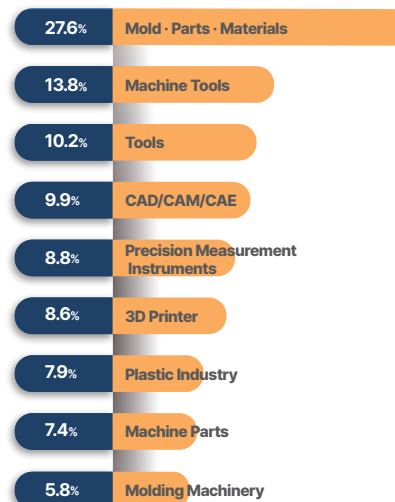 27.6% Mold · Parts · Materials
13.8% Machine Tools
10.2% Tools
9.9% CAD/CAM/CAE
8.8% Precision Measurement
Instruments
8.6% 3D Printer
7.9% Plastic Industry
7.4% Machine Parts
5.8% Molding Machinery